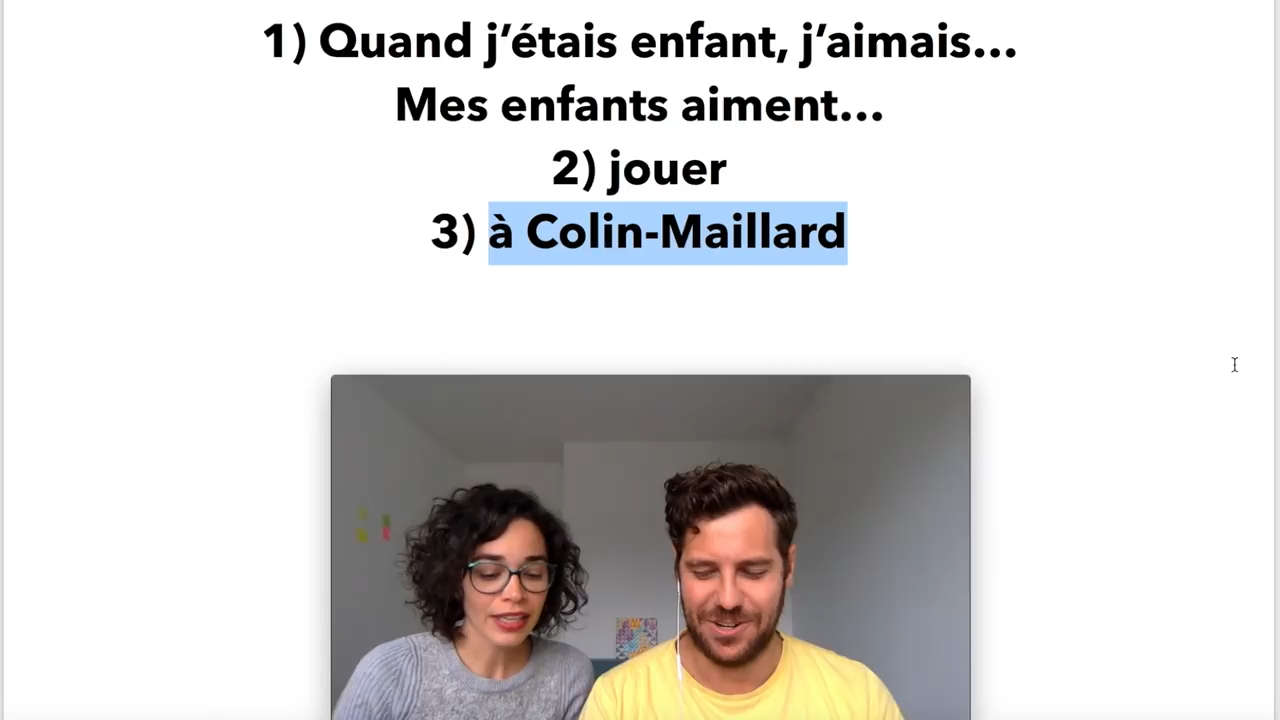 1) Quand j’étais enfant, j’aimais…
Mes enfants aiment…
2) jouer
3) à Colin-Maillard